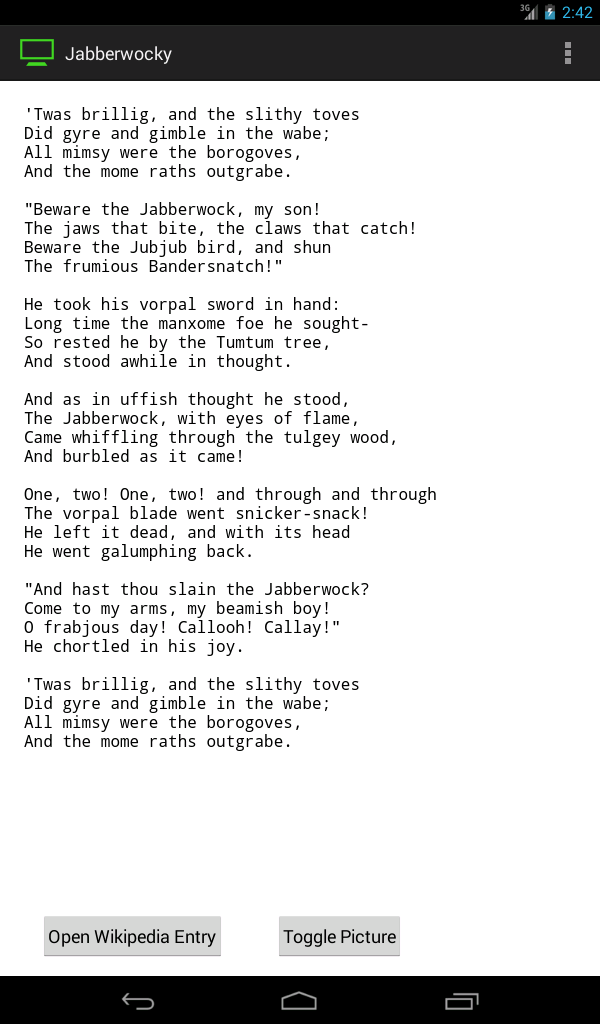 3G 2:42
Jabberwocky
'Twas brillig, and the slithy toves
Did gyre and gimble in the wabe;
All mimsy were the borogoves,
And the mome raths outgrabe.
"Beware the Jabberwock, my son!
The jaws that bite, the claws that catch!
Beware the Jubjub bird, and shun
The frumious Bandersnatch!"
He took his vorpal sword in hand:
Long time the manxome foe he sought-
So rested he by the Tumtum tree,
And stood awhile in thought.
And as in uffish thought he stood,
The Jabberwock, with eyes of flame,
Came whiffling through the tulgey wood,
And burbled as it came!
One, two! One, two! and through and through
The vorpal blade went snicker-snack!
He left it dead, and with its head
He went galumphing back.
"And hast thou slain the Jabberwock?
Come to my arms, my beamish boy!
O frabjous day! Callooh! Callay!"
He chortled in his joy.
'Twas brillig, and the slithy toves
Did gyre and gimble in the wabe;
All mimsy were the borogoves,
And the mome raths outgrabe.
Open Wikipedia Entry Toggle Picture